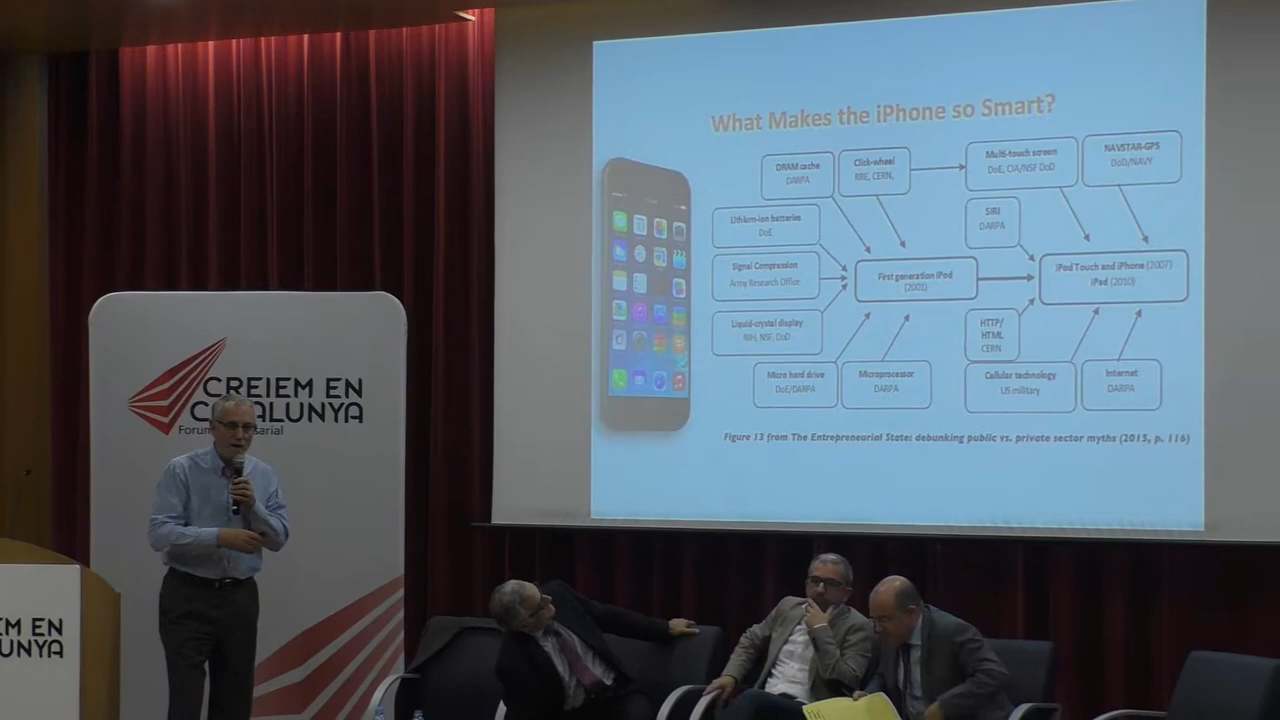 What Makes the iPhone so Smart?
DRAM cache
DARPA
Click-wheel
RRE, CERN,
Multi-touch screen
DoE, CIA/NSF DoD
NAVSTAR-GPS
DoD/NAVY
Lithium-ion batteries
DoE
SIRI
DARPA
Signal Compression
Army Research Office
First generation iPod
(2001)
iPod Touch and iPhone (2007)
iPad (2010)
Liquid-crystal display
NIH, NSF, DoD
HTTP/
HTML
CERN
Micro hard drive
DoE/DARPA
Microprocessor
DARPA
Cellular technology
US military
Internet
DARPA
Figure 13 from The Entrepreneurial State: debunking public vs. private sector myths (2015, p. 116)
CREIEM EN
CATALUNYA
Forum sarial
EM EN
UNYA